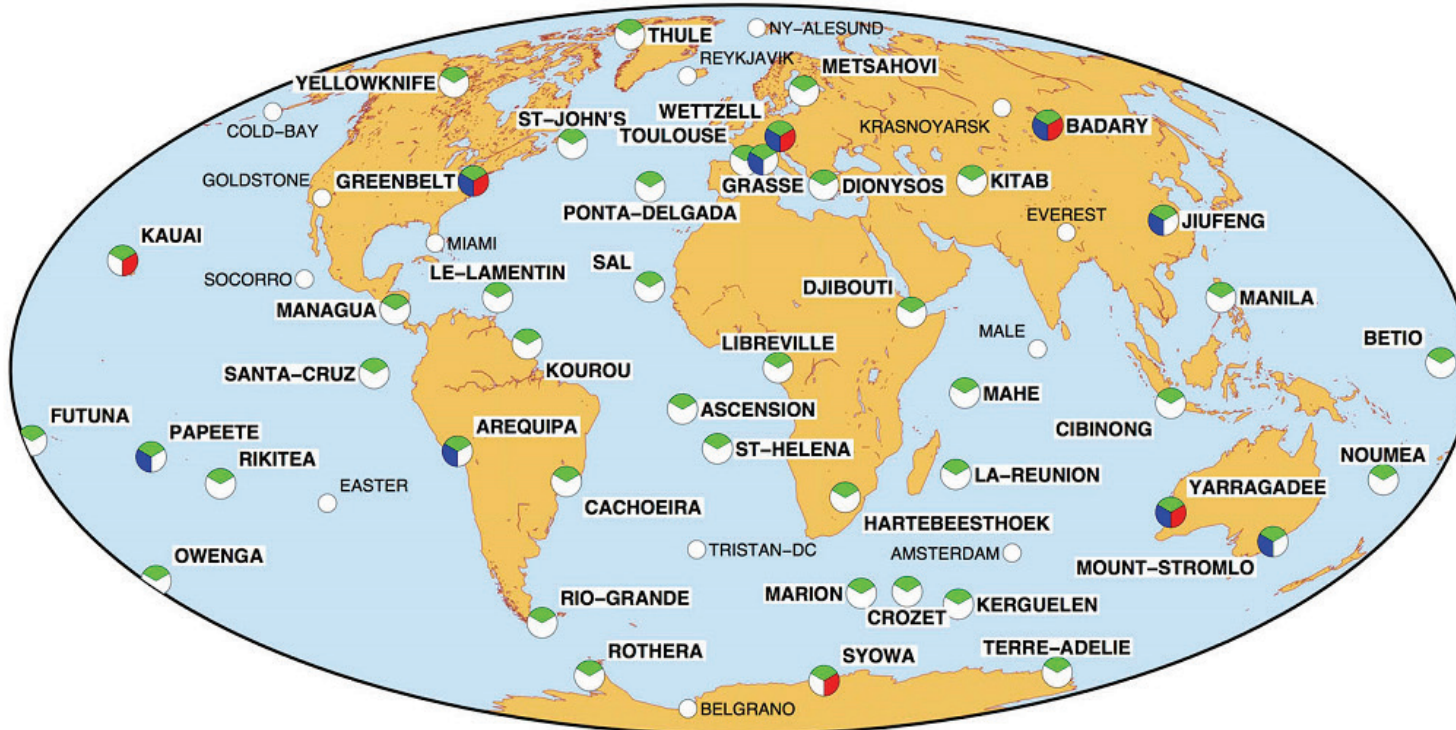 THULE
NY–ALESUND
REYKJAVIK
METSAHOVI
YELLOWKNIFE
COLD–BAY
ST–JOHN'S
WETTZELL
TOULOUSE
KRASNOYARSK
BADARY
GOLDSTONE
GREENBELT
GRASSE
DIONYSOS
KITAB
PONTA–DELGADA
EVEREST
JIUFENG
KAUAI
MIAMI
SOCORRO
LE–LAMENTIN
SAL
DJIBOUTI
MANAGUA
MANILA
MALE
BETIO
LIBREVILLE
SANTA–CRUZ
KOUROU
MAHE
ASCENSION
CIBINONG
FUTUNA
PAPEETE
AREQUIPA
ST–HELENA
RIKITEA
NOUMEA
EASTER
LA–REUNION
YARRAGADEE
CACHOEIRA
HARTEBEESTHOEK
OWENGA
TRISTAN–DC
AMSTERDAM
MOUNT–STROMLO
RIO–GRANDE
MARION
CROZET
KERGUELEN
ROTHERA
SYOWA
TERRE–ADELIE
BELGRANO